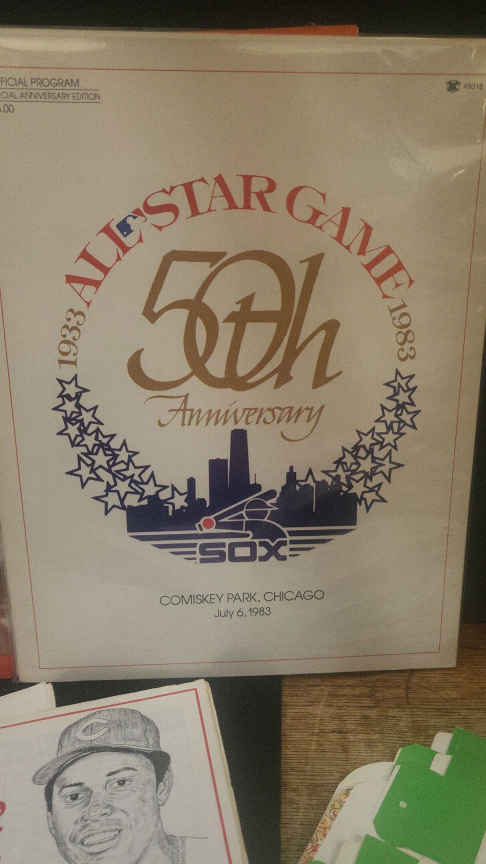 FICIAL PROGRAM
CIAL ANNIVERSARY EDITION
.00
ALL STAR GAME
1933
1983
50th
Anniversary
SOX
COMISKEY PARK, CHICAGO
July 6, 1983
C